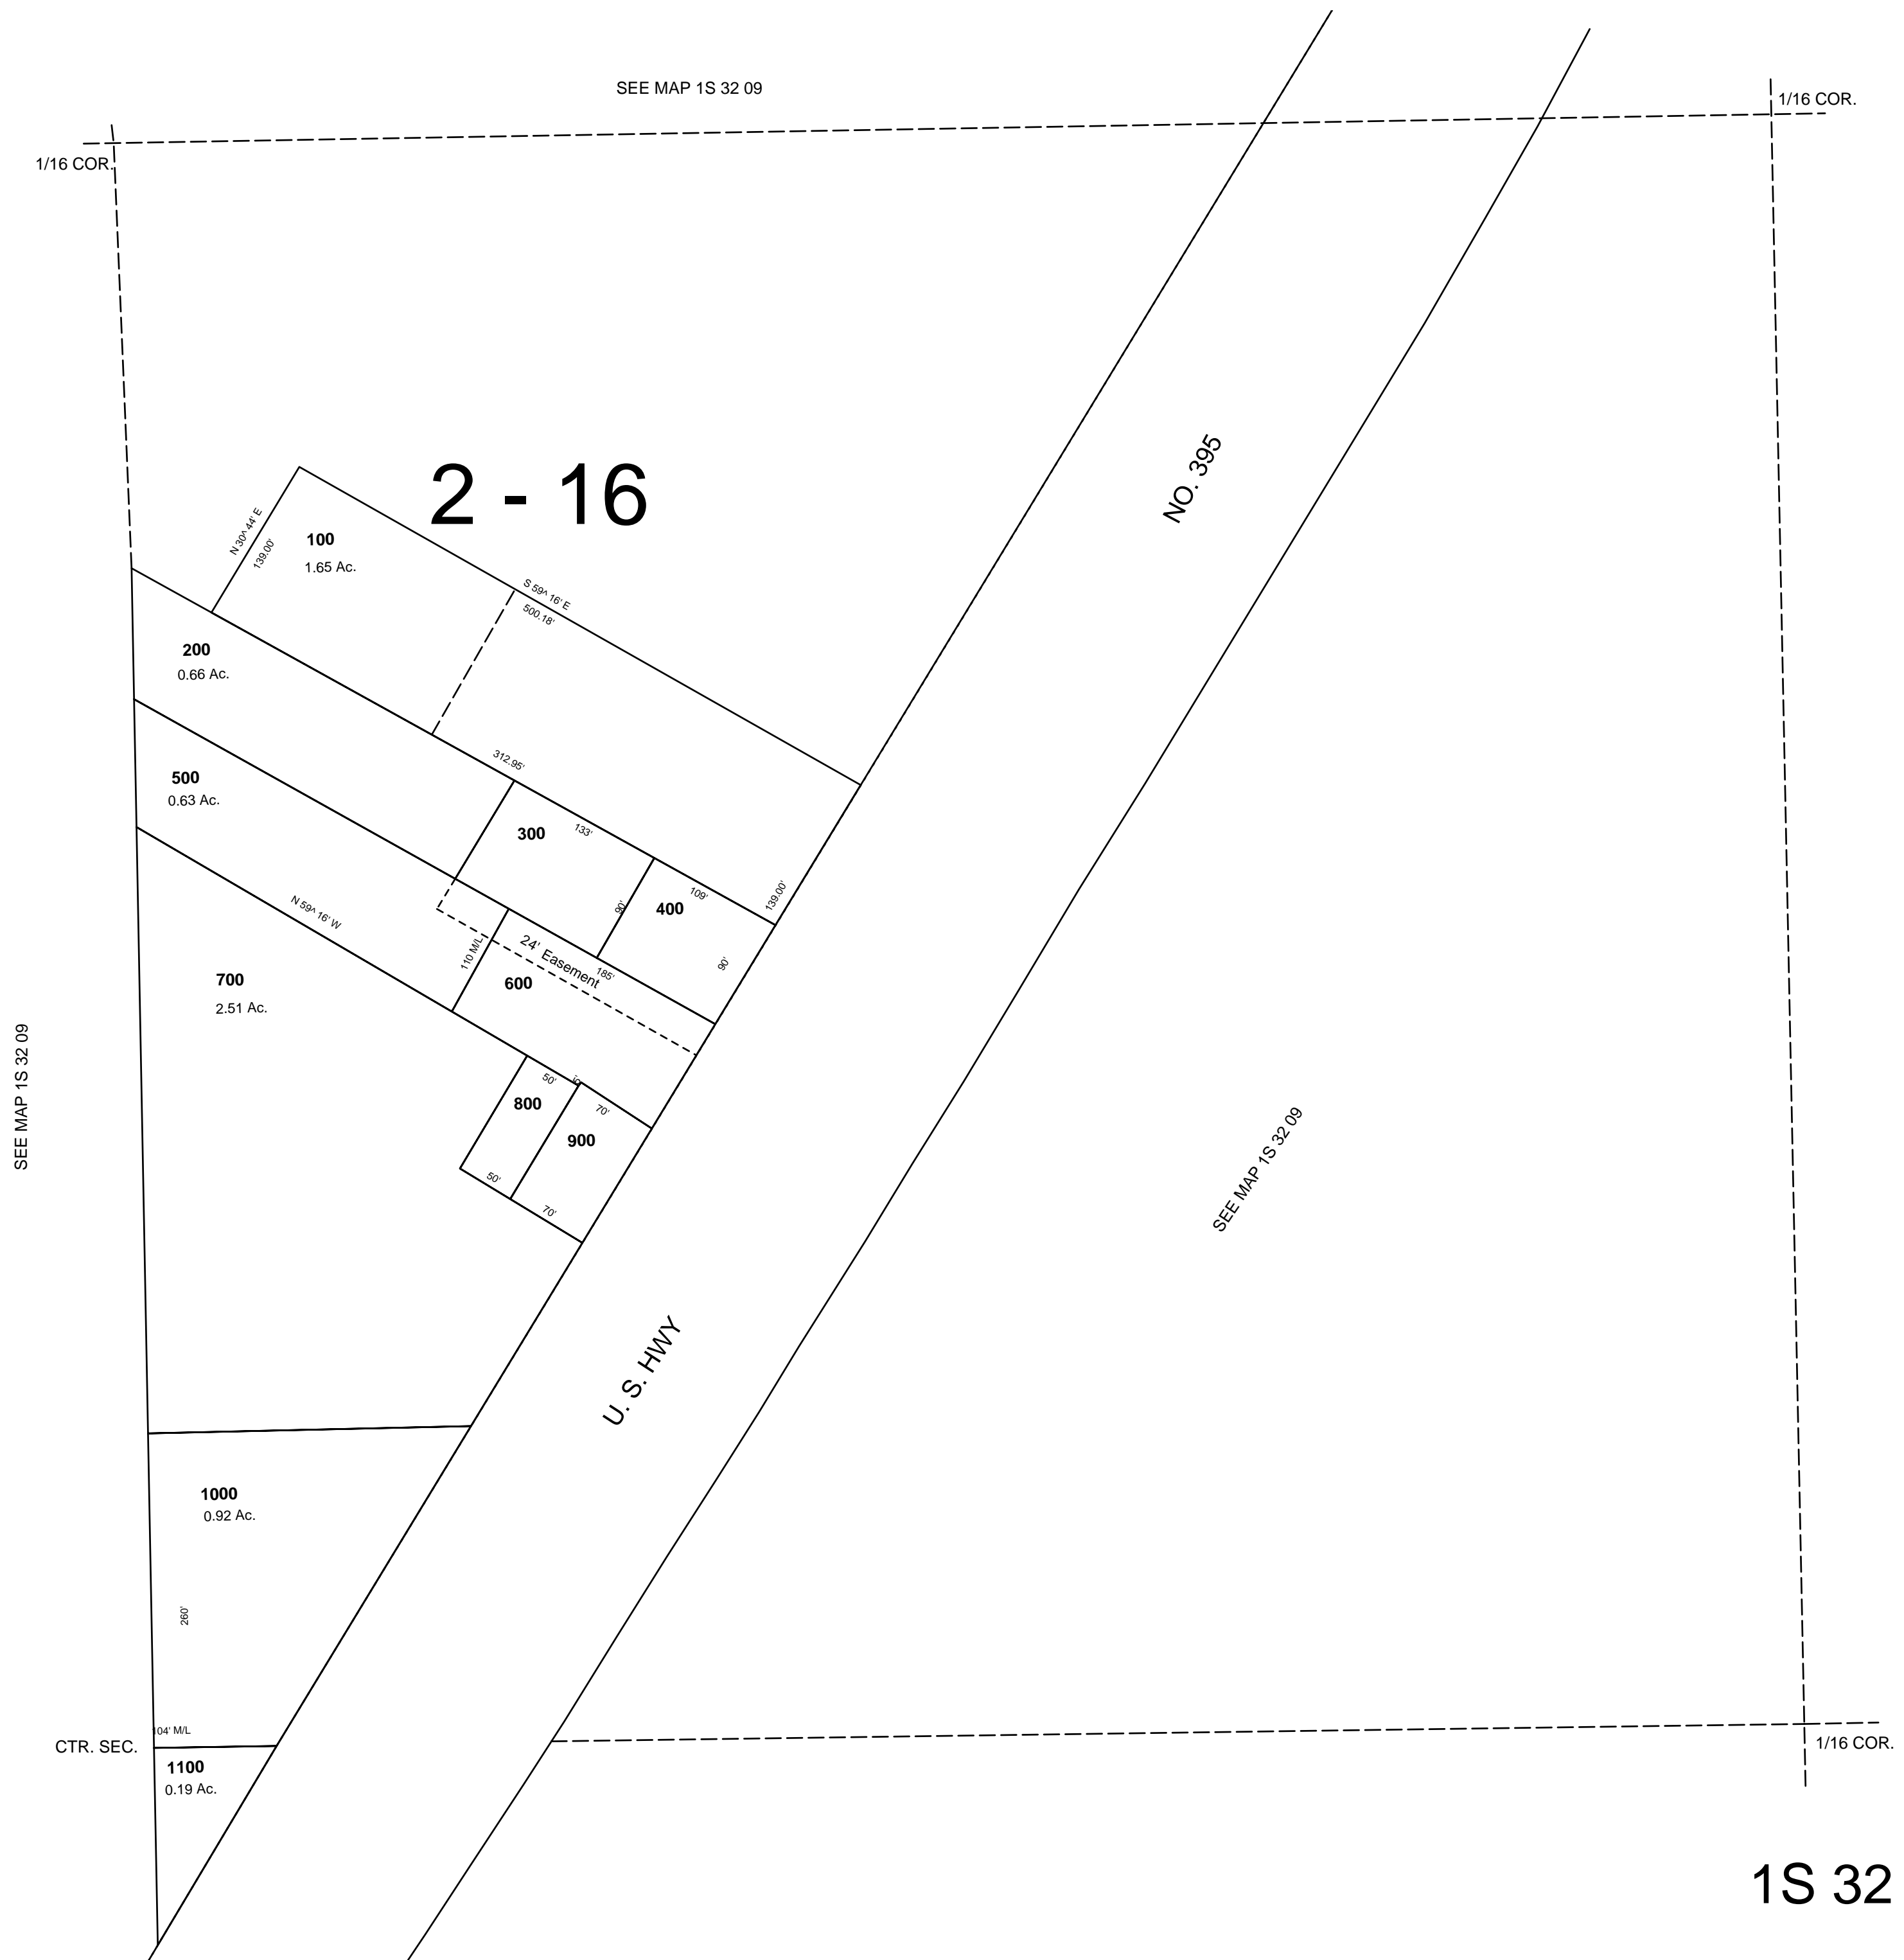 SEE MAP 1S 32 09
1/16 COR.
1/16 COR.
2 - 16
NO. 395
N 30^ 44' E
139.00'
100
1.65 Ac.
S 59^ 16' E
500.18'
200
0.66 Ac.
312.95'
500
0.63 Ac.
300
133'
109'
139.00'
90'
400
90'
N 59^ 16' W
110 M/L
24' Easement
185'
600
700
2.51 Ac.
SEE MAP 1S 32 09
50'
70'
800
900
50'
70'
SEE MAP 1S 32 09
U. S. HWY
1000
0.92 Ac.
260'
104' M/L
CTR. SEC.
1/16 COR.
1100
0.19 Ac.
1S 32